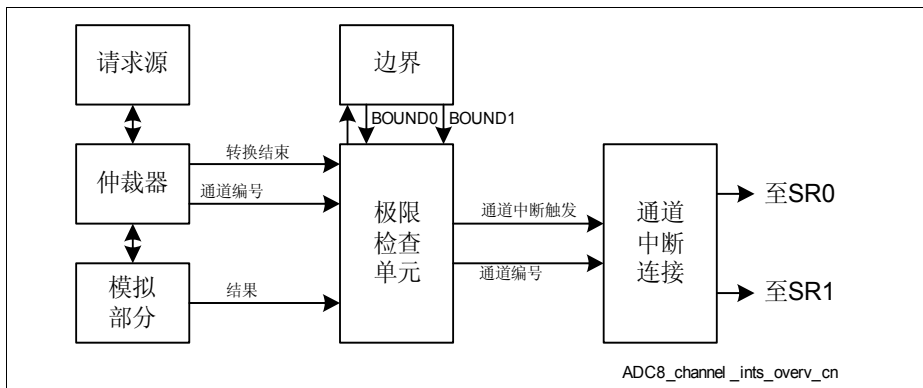 请求源
边界
BOUND0
BOUND1
仲裁器
转换结束
通道编号
极限
检查
单元
通道中断触发
通道编号
通道
中断
连接
至SR0
至SR1
模拟
部分
结果
ADC8_channel _ints_overv_cn